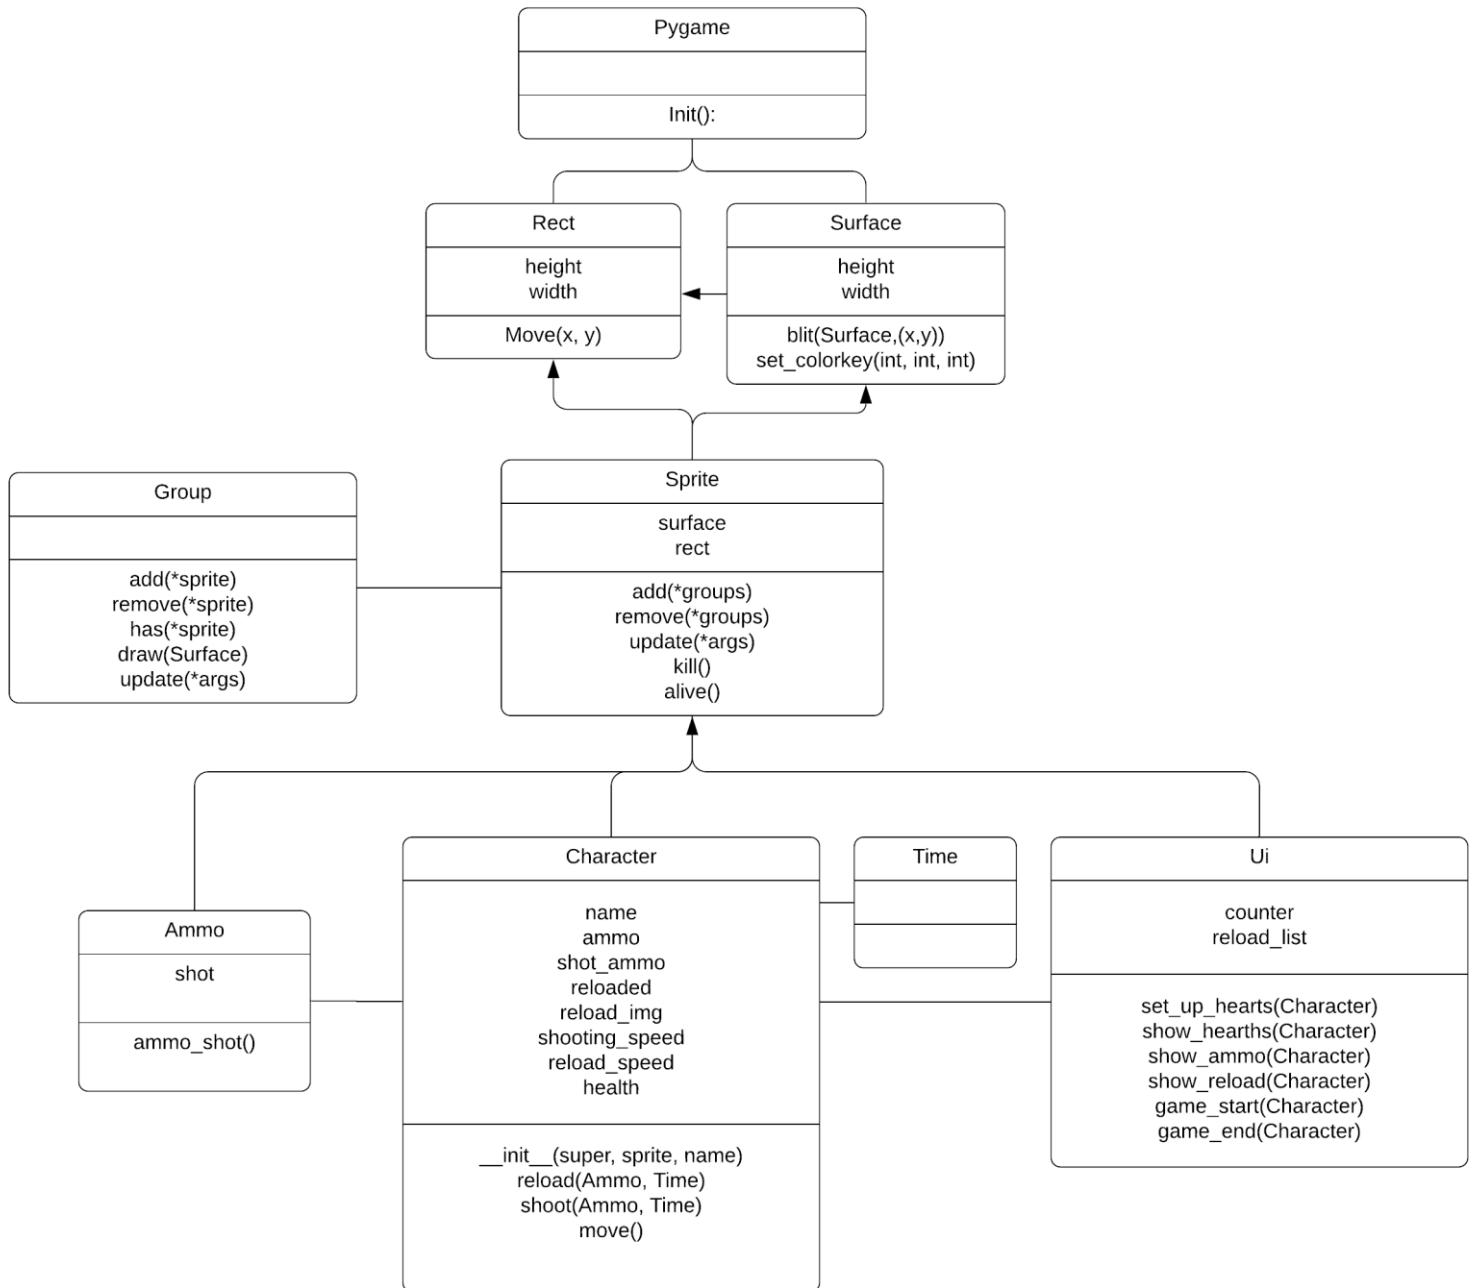 Pygame
Init():
Rect
height
width
Move(x, y)
Surface
height
width
blit(Surface,(x,y))
set_colorkey(int, int, int)
Group
add(*sprite)
remove(*sprite)
has(*sprite)
draw(Surface)
update(*args)
Sprite
surface
rect
add(*groups)
remove(*groups)
update(*args)
kill()
alive()
Ammo
shot
ammo_shot()
Character
name
ammo
shot_ammo
reloaded
reload_img
shooting_speed
reload_speed
health
__init__(super, sprite, name)
reload(Ammo, Time)
shoot(Ammo, Time)
move()
Time
Ui
counter
reload_list
set_up_hearts(Character)
show_hearths(Character)
show_ammo(Character)
show_reload(Character)
game_start(Character)
game_end(Character)